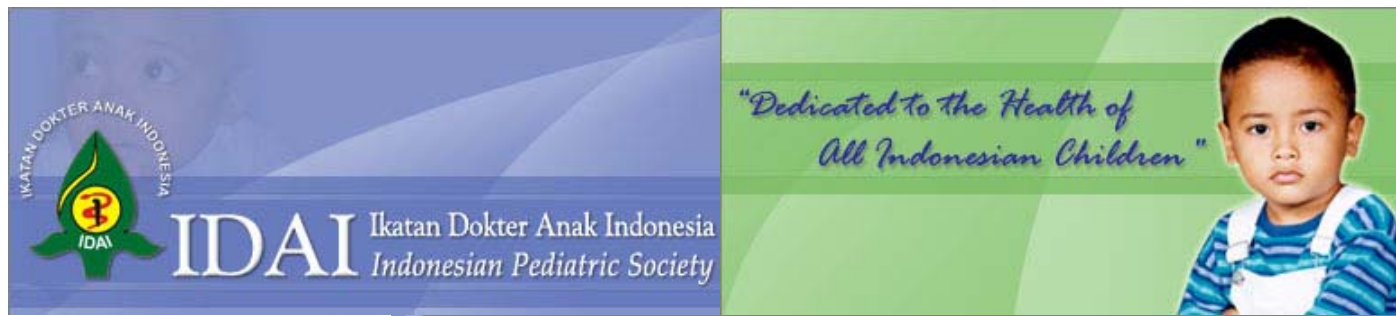 IKATAN DOKTER ANAK INDONESIA
IDAI
IDAI
Ikatan Dokter Anak Indonesia
Indonesian Pediatric Society
"Dedicated to the Health of
All Indonesian Children"